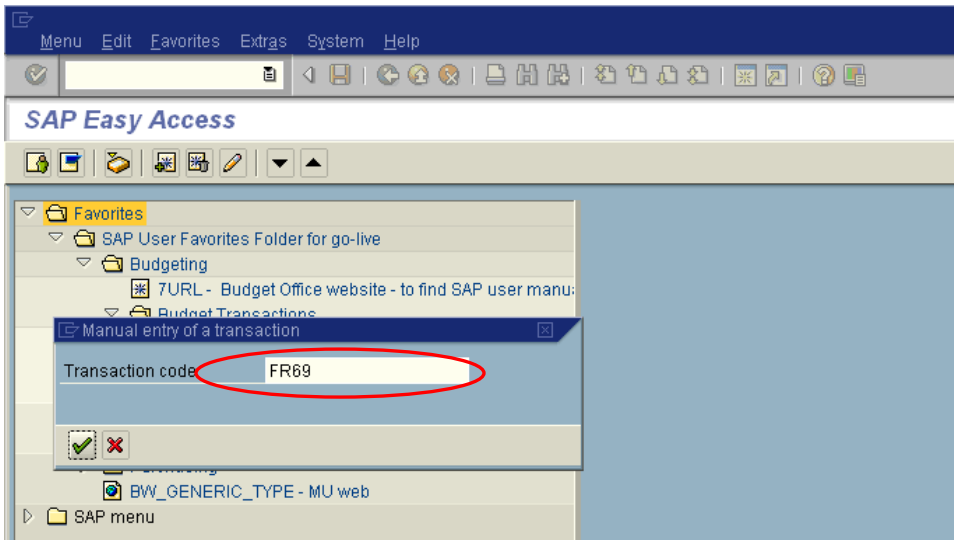 Menu Edit Favorites Extras System Help
SAP Easy Access
Favorites
SAP User Favorites Folder for go-live
Budgeting
7URL - Budget Office website - to find SAP user manu
Budget Transactions
Manual entry of a transaction
Transaction code FR69
BW_GENERIC_TYPE - MU web
SAP menu